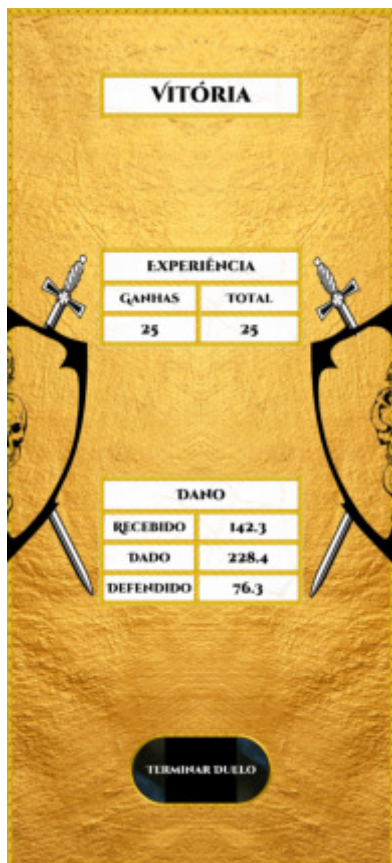 VITÓRIA
EXPERIÊNCIA
GANHAS TOTAL
25 25
DANO
RECEBIDO 142.3
DADO 228.4
DEFENDIDO 76.3
TERMINAR DUELO